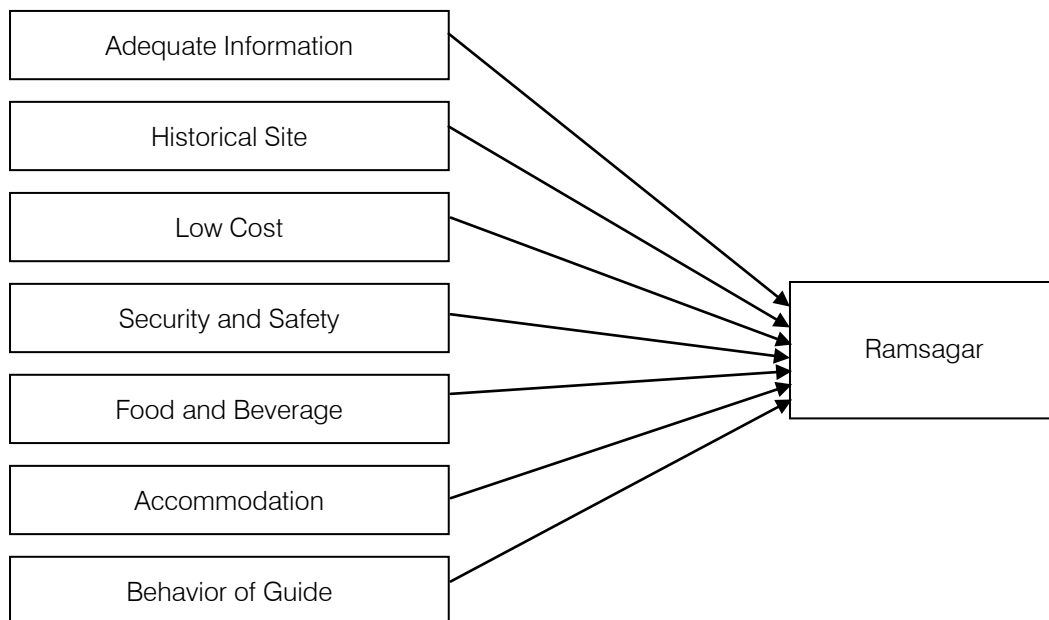 Adequate Information
Historical Site
Low Cost
Security and Safety
Food and Beverage
Accommodation
Behavior of Guide
Ramsagar